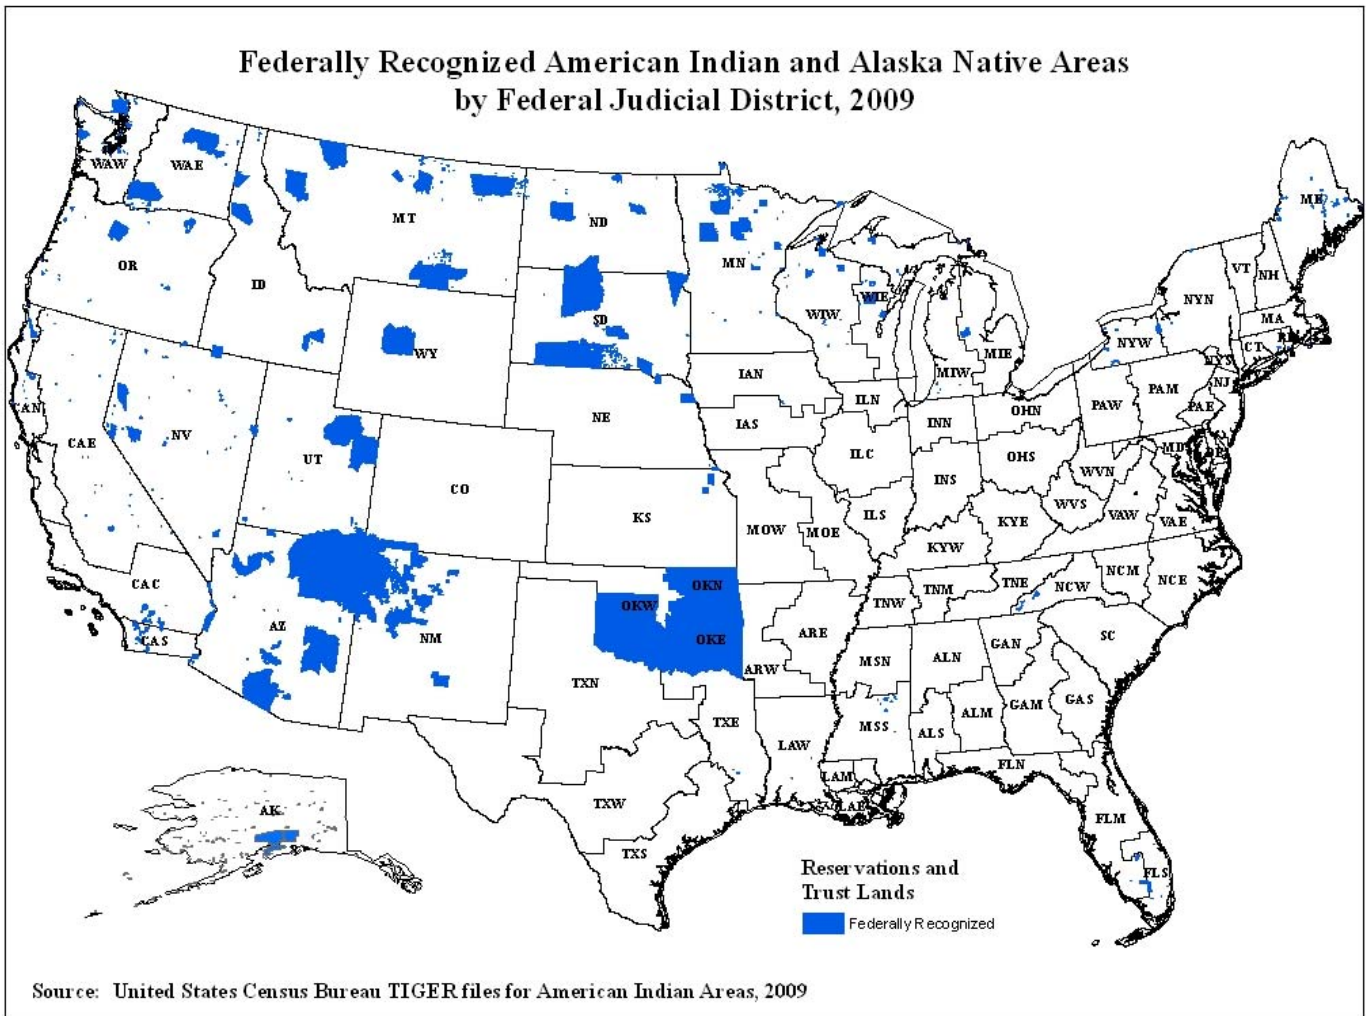 Federally Recognized American Indian and Alaska Native Areas
by Federal Judicial District, 2009
WAW
WAE
MT
ND
MN
OR
ID
SD
WY
WIW
WIE
MIE
MIW
ME
VT
NH
NYN
MA
NYW
CT
RI
NYS
NJ
IAN
ILN
PAM
PAW
PAE
OHN
NE
IAS
INN
CAN
CAE
NV
UT
CO
ILC
OHS
MD
DE
INS
WVN
WVS
VAW
VAE
KS
MOW
MOE
ILS
KYE
KYW
CAC
CAS
AZ
NM
OKN
OKW
OKE
TNW
TNM
TNE
NCW
NCM
NCE
ARE
ARW
SC
MSN
ALN
GAN
TXN
TXE
MSS
ALS
ALM
GAM
GAS
LAW
LAM
LAE
FLN
FLM
FLS
AK
TXW
TXS
Reservations and
Trust Lands
Federally Recognized
Source: United States Census Bureau TIGER files for American Indian Areas, 2009